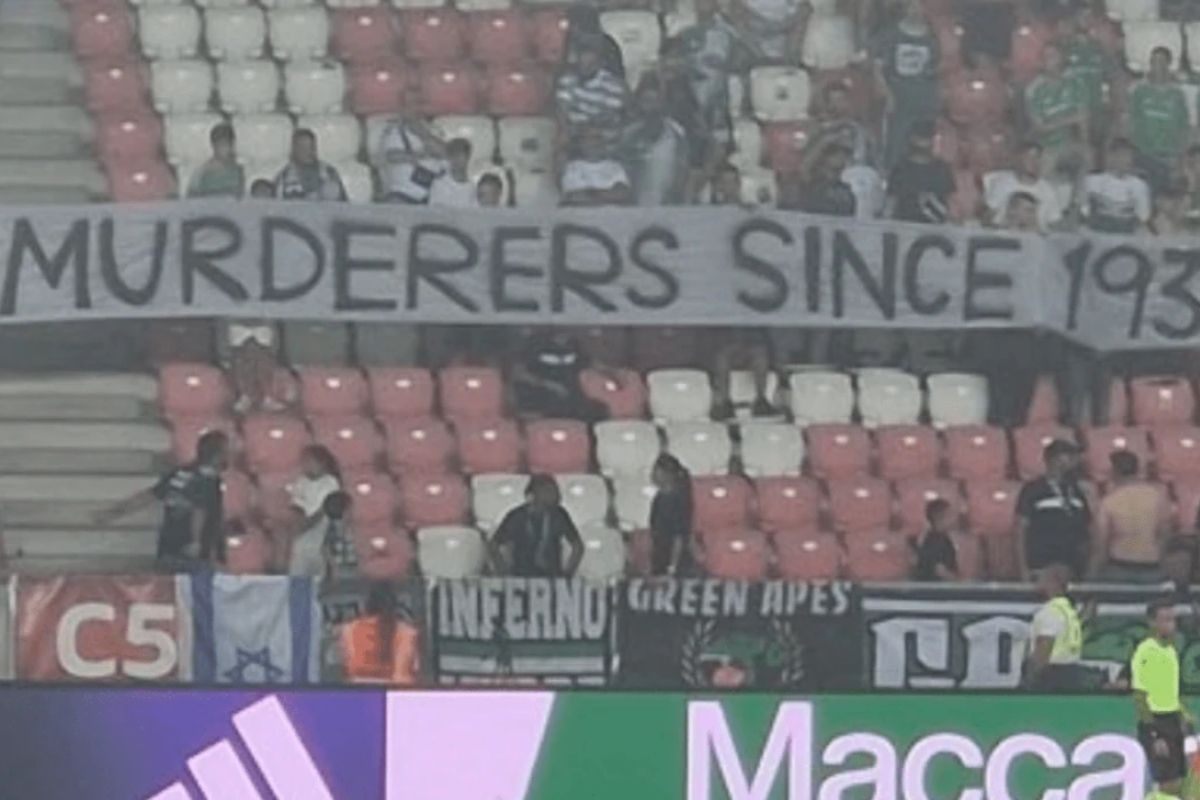 MURDERERS SINCE 193
C5
INFERNO
GREEN APES
Macca